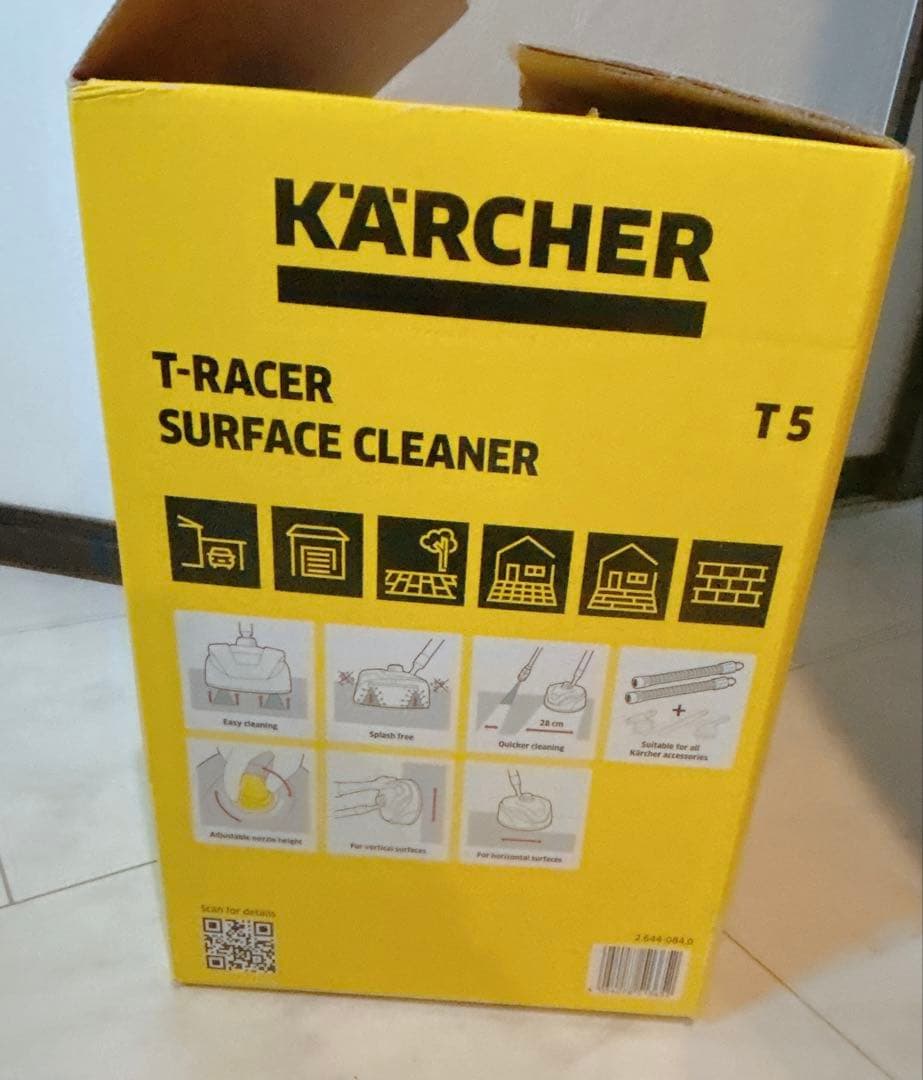 KÄRCHER
T-RACER
SURFACE CLEANER
T 5
Easy cleaning
Splash free
28 cm
Quicker cleaning
+
Suitable for all
Kärcher accessories
Adjustable nozzle height
For vertical surfaces
For horizontal surfaces
Scan for details
2.644-084.0